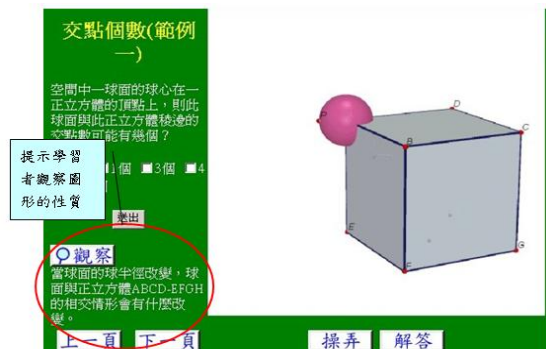 交點個數(範例
一)
空間中一球面的球心在一
正立方體的頂點上，則此
球面與此正立方體稜邊的
交點數可能有幾個？
提示學習
者觀察圖
形的性質
1個 3個 4
送出
觀察
當球面的球半徑改變，球
面與正立方體ABCD-EFGH
的相交情形會有什麼改
變。
上一頁 下一頁
操弄 解答
P
D
B
C
E
F
G